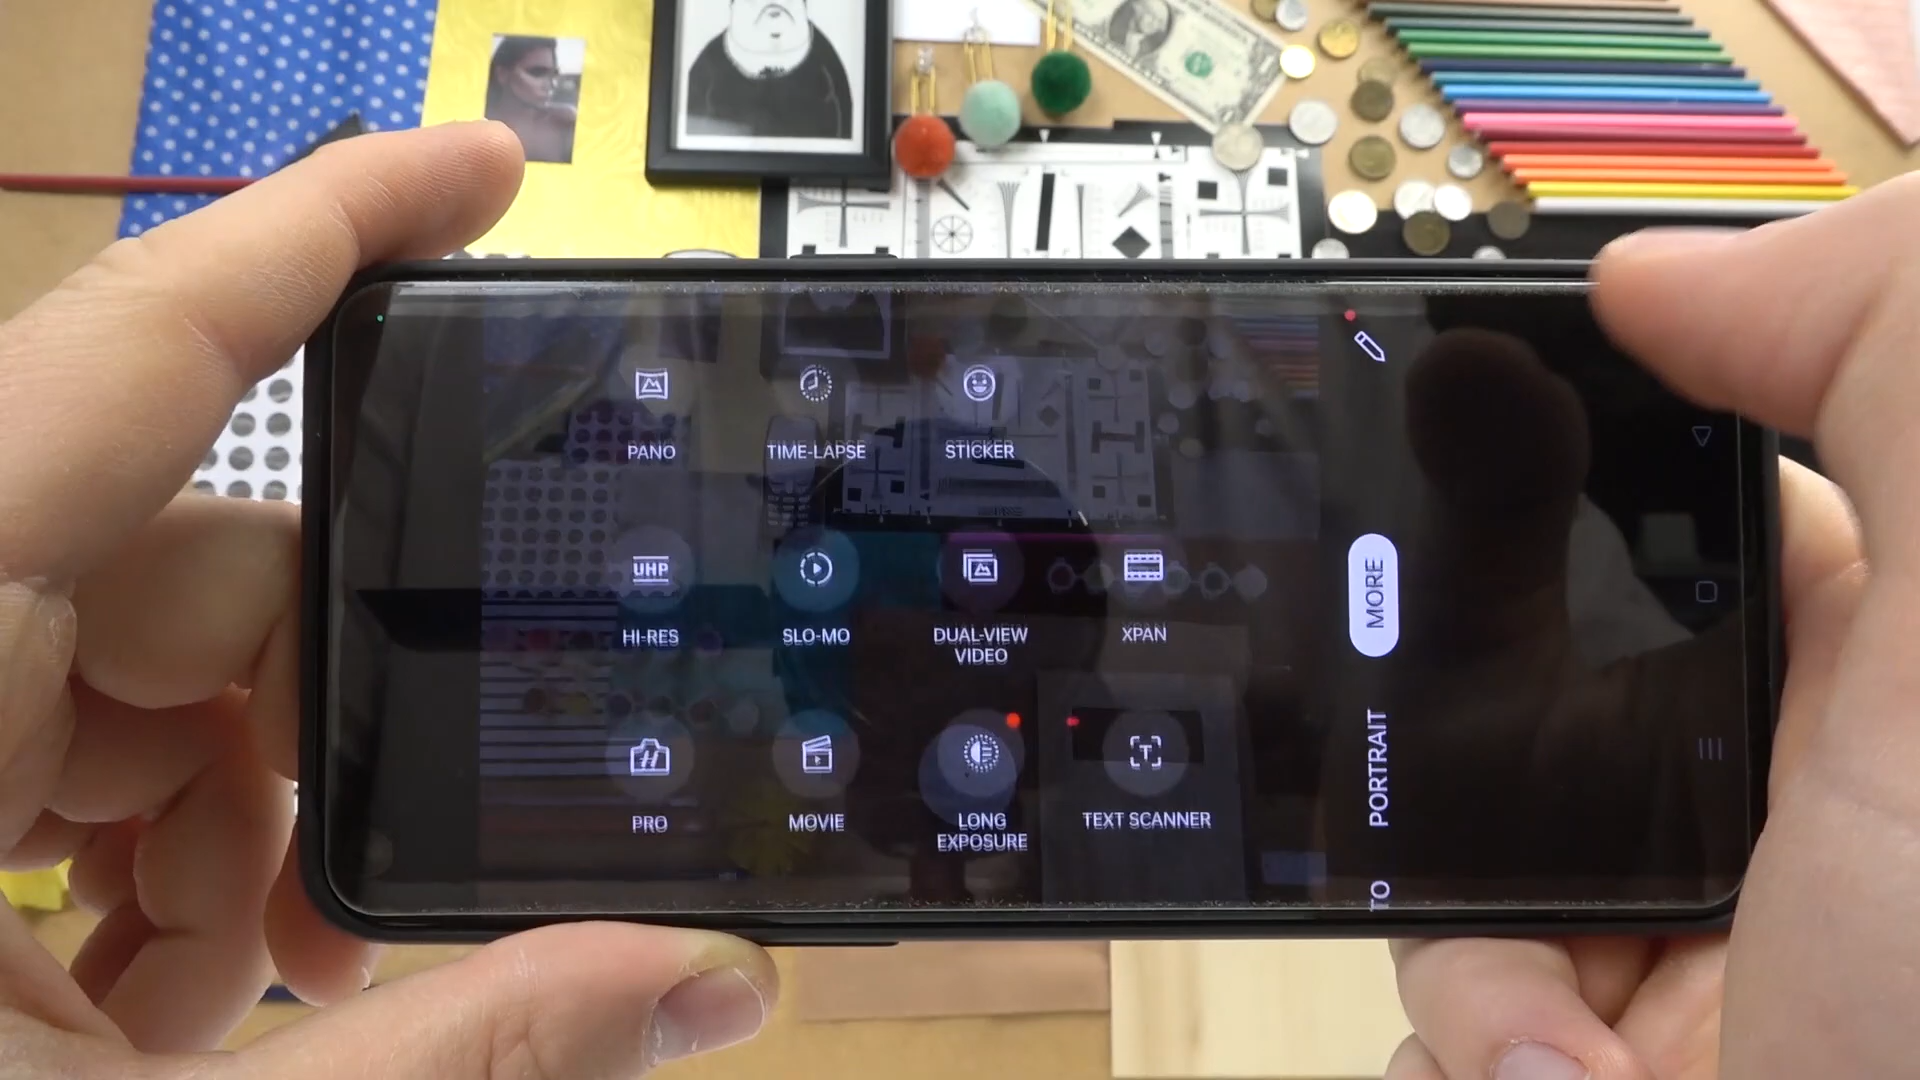 PANO
TIME-LAPSE
STICKER
UHP
HI-RES
SLO-MO
DUAL-VIEW
VIDEO
XPAN
H
PRO
MOVIE
LONG
EXPOSURE
T
TEXT SCANNER
MORE
PORTRAIT
TO